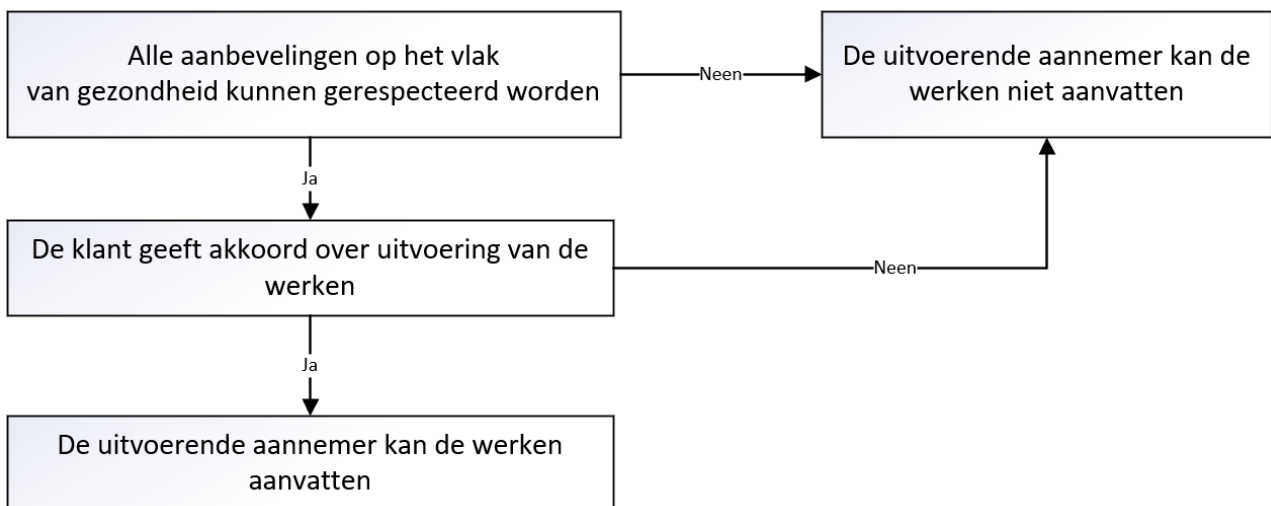 Alle aanbevelingen op het vlak
van gezondheid kunnen gerespecteerd worden
Neen
De uitvoerende aannemer kan de
werken niet aanvatten
Ja
De klant geeft akkoord over uitvoering van de
werken
Neen
Ja
De uitvoerende aannemer kan de werken
aanvatten